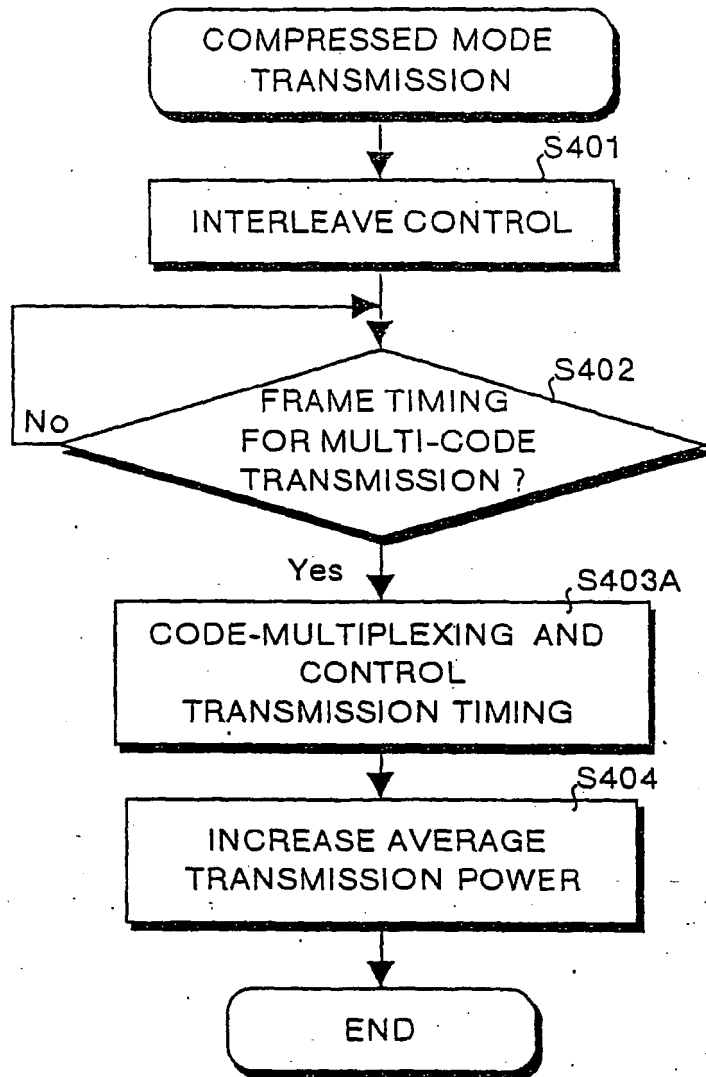 COMPRESSED MODE
TRANSMISSION
S401
INTERLEAVE CONTROL
S402
FRAME TIMING
FOR MULTI-CODE
TRANSMISSION ?
No
Yes
S403A
CODE-MULTIPLEXING AND
CONTROL
TRANSMISSION TIMING
S404
INCREASE AVERAGE
TRANSMISSION POWER
END